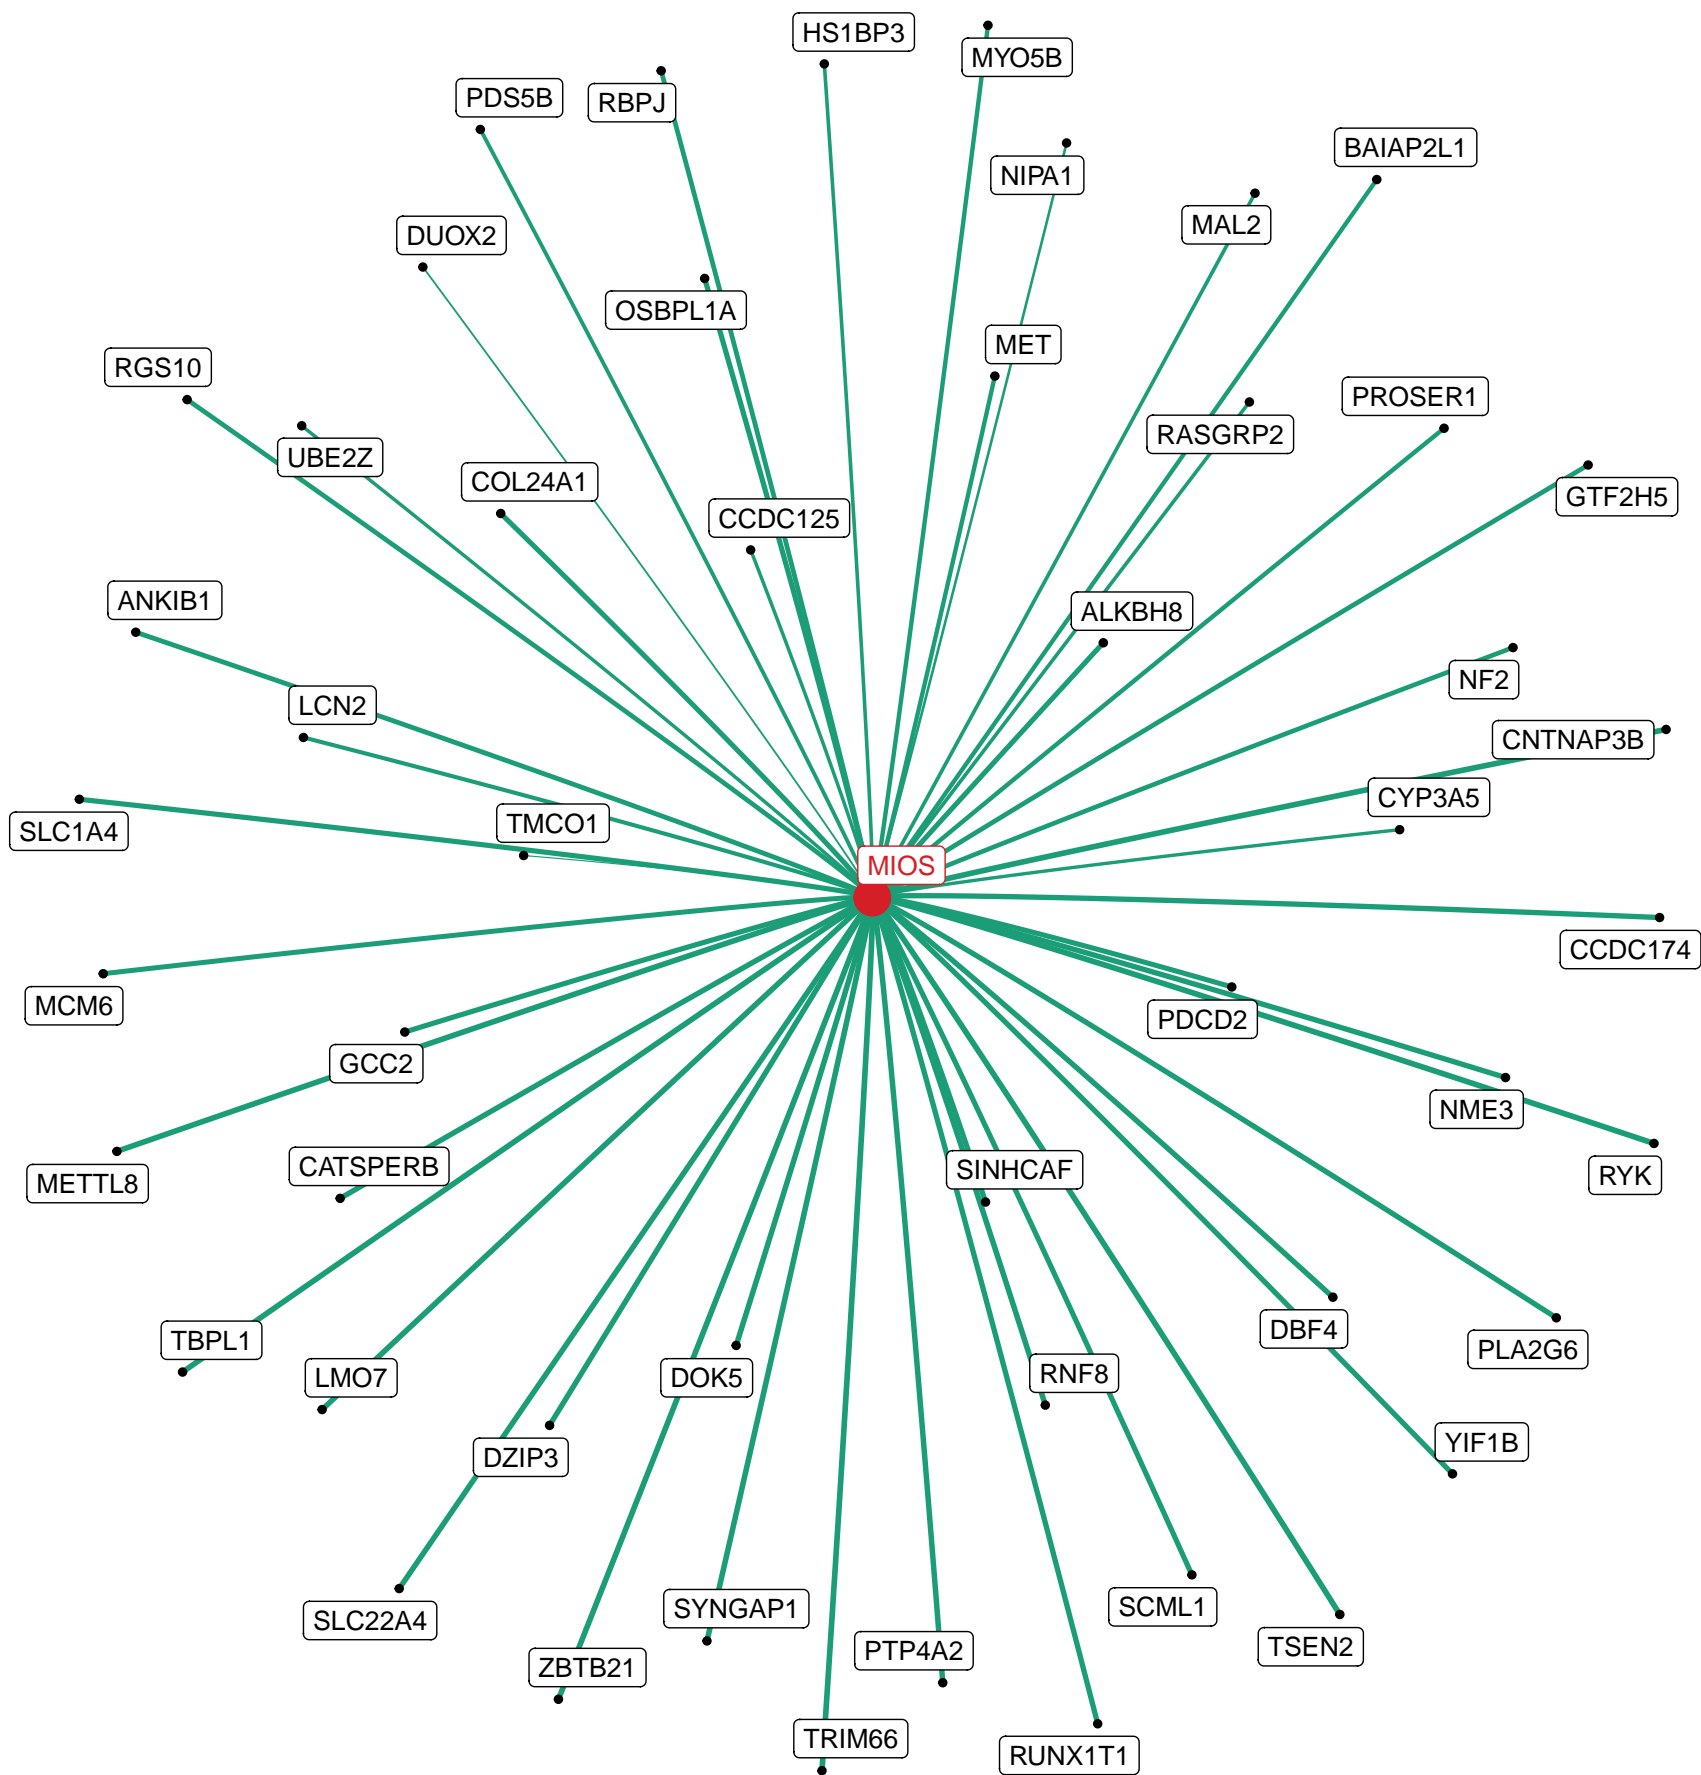 HS1BP3
MYO5B
PDS5B
RBPJ
BAIAP2L1
NIPA1
MAL2
DUOX2
OSBPL1A
MET
RGS10
PROSER1
RASGRP2
UBE2Z
COL24A1
GTF2H5
CCDC125
ANKIB1
ALKBH8
NF2
LCN2
CNTNAP3B
CYP3A5
TMCO1
SLC1A4
MIOS
CCDC174
MCM6
PDCD2
GCC2
NME3
CATSPERB
SINHCAF
RYK
METTL8
DBF4
TBPL1
PLA2G6
RNF8
LMO7
DOK5
YIF1B
DZIP3
SCML1
SYNGAP1
SLC22A4
TSEN2
PTP4A2
ZBTB21
TRIM66
RUNX1T1